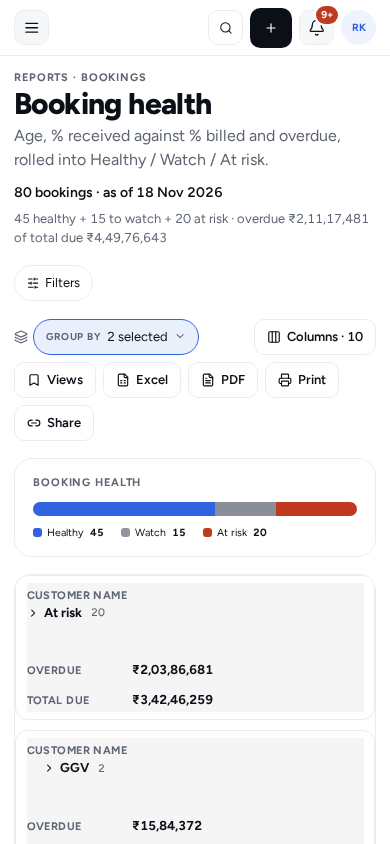 9+
RK
REPORTS · BOOKINGS
Booking health
Age, % received against % billed and overdue,
rolled into Healthy / Watch / At risk.
80 bookings · as of 18 Nov 2026
45 healthy + 15 to watch + 20 at risk · overdue ₹2,11,17,481
of total due ₹4,49,76,643
Filters
GROUP BY 2 selected
Columns · 10
Views
Excel
PDF
Print
Share
BOOKING HEALTH
Healthy 45 Watch 15 At risk 20
CUSTOMER NAME
At risk 20
OVERDUE ₹2,03,86,681
TOTAL DUE ₹3,42,46,259
CUSTOMER NAME
GGV 2
OVERDUE ₹15,84,372